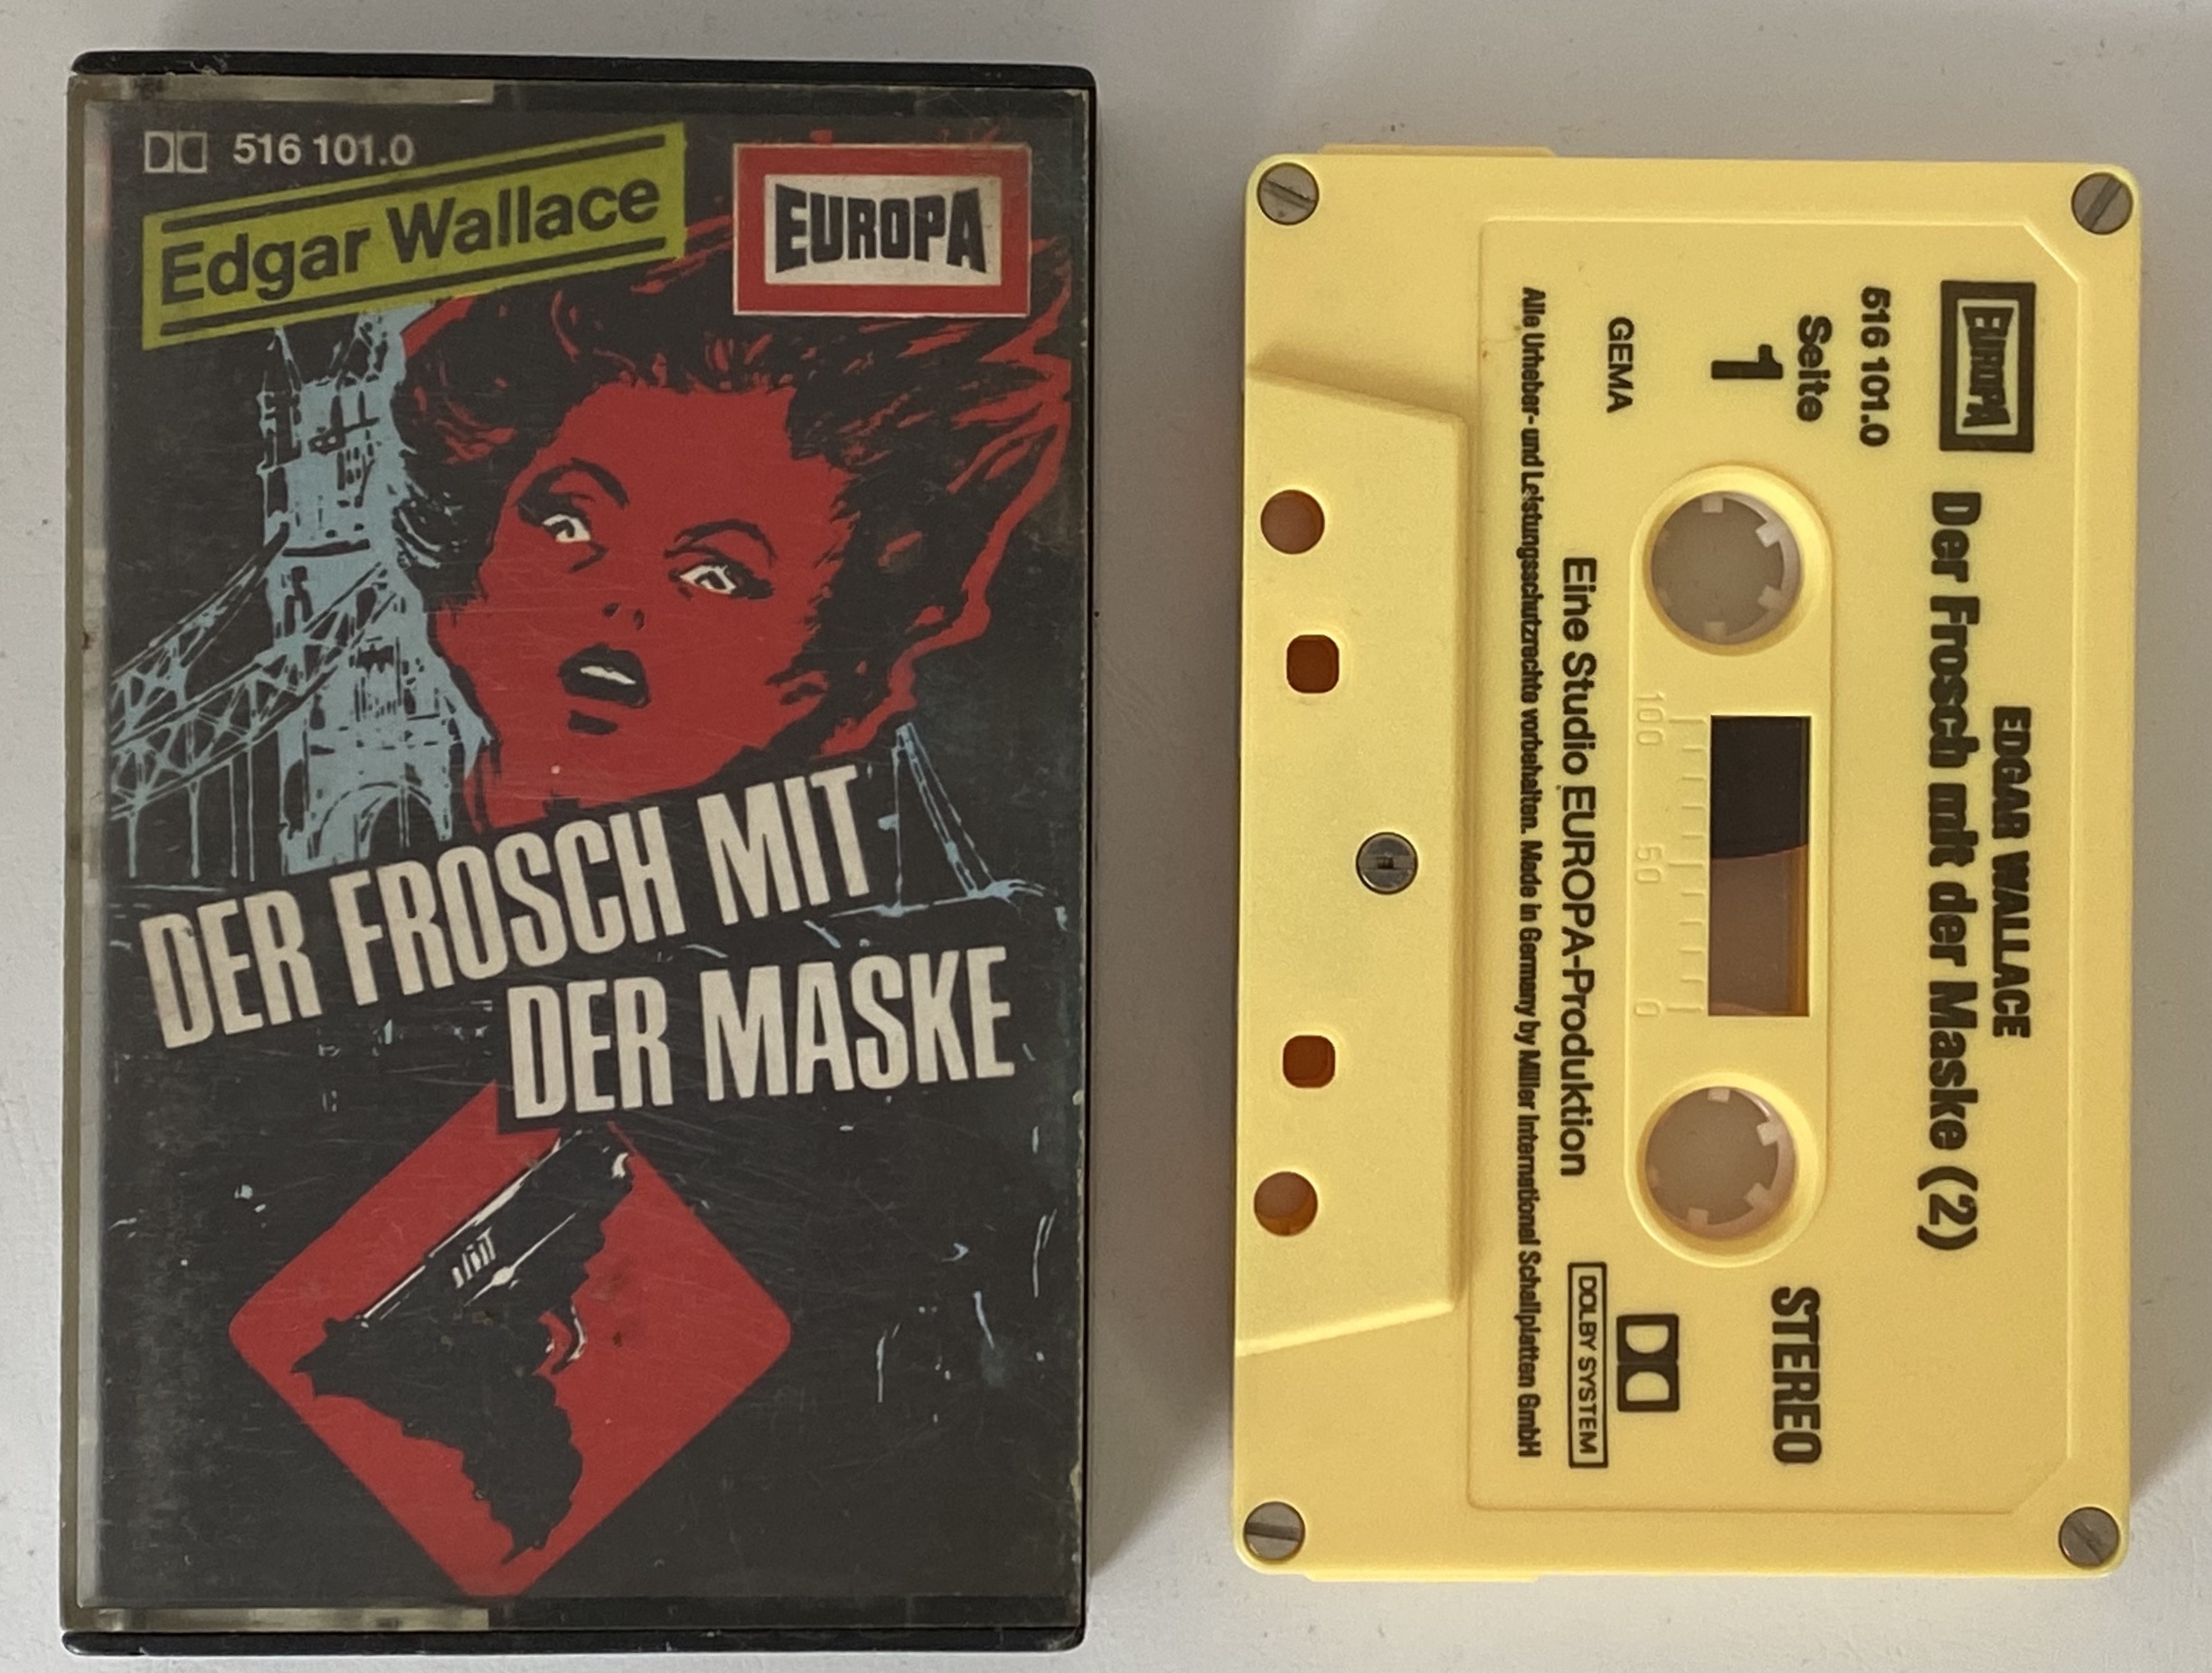 516 101.0
Edgar Wallace
EUROPA
DER FROSCH MIT
DER MASKE
EUROPA
EDGAR WALLACE
Der Frosch mit der Maske (2)
516 101.0
Seite
1
STEREO
GEMA
100
50
0
Eine Studio EUROPA-Produktion
DOLBY SYSTEM
Alle Urheber- und Leistungsschutzrechte vorbehalten. Made in Germany by Miller International Schallplatten GmbH